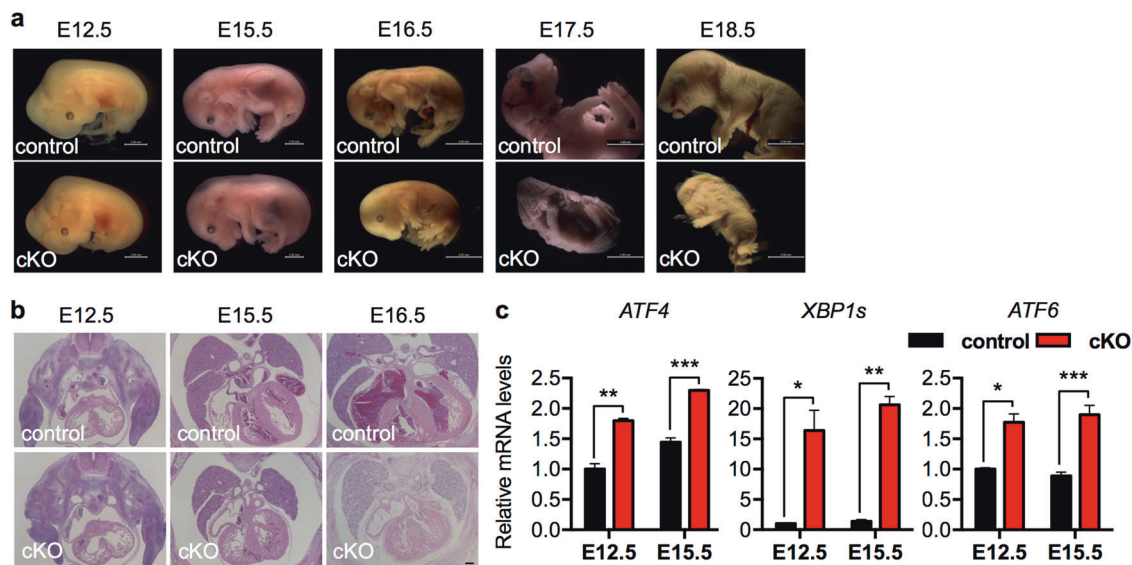 a
E12.5 E15.5 E16.5 E17.5 E18.5
control control control control control
cKO cKO cKO cKO cKO
b
E12.5 E15.5 E16.5
control control control
cKO cKO cKO
c
ATF4 XBP1s ATF6
control cKO
Relative mRNA levels
2.5
2.0
1.5
1.0
0.5
0.0
** ***
E12.5 E15.5
25
20
15
10
5
0
* **
E12.5 E15.5
2.5
2.0
1.5
1.0
0.5
0.0
* ***
E12.5 E15.5